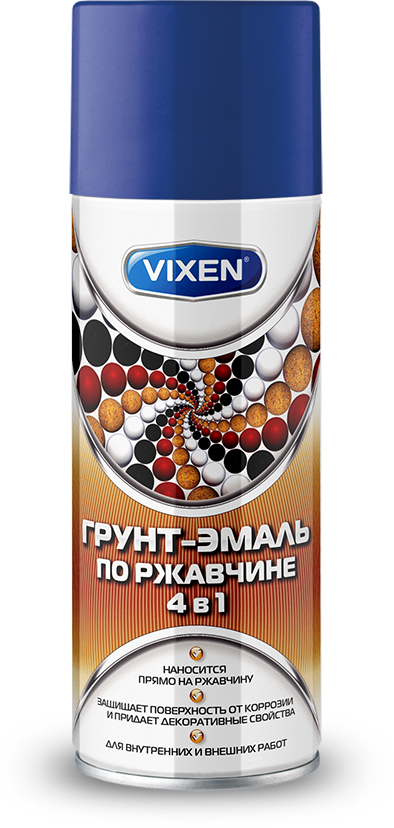 VIXEN®
ГРУНТ-ЭМАЛЬ
ПО РЖАВЧИНЕ
4 в 1
НАНОСИТСЯ
ПРЯМО НА РЖАВЧИНУ
ЗАЩИЩАЕТ ПОВЕРХНОСТЬ ОТ КОРРОЗИИ
И ПРИДАЕТ ДЕКОРАТИВНЫЕ СВОЙСТВА
ДЛЯ ВНУТРЕННИХ И ВНЕШНИХ РАБОТ